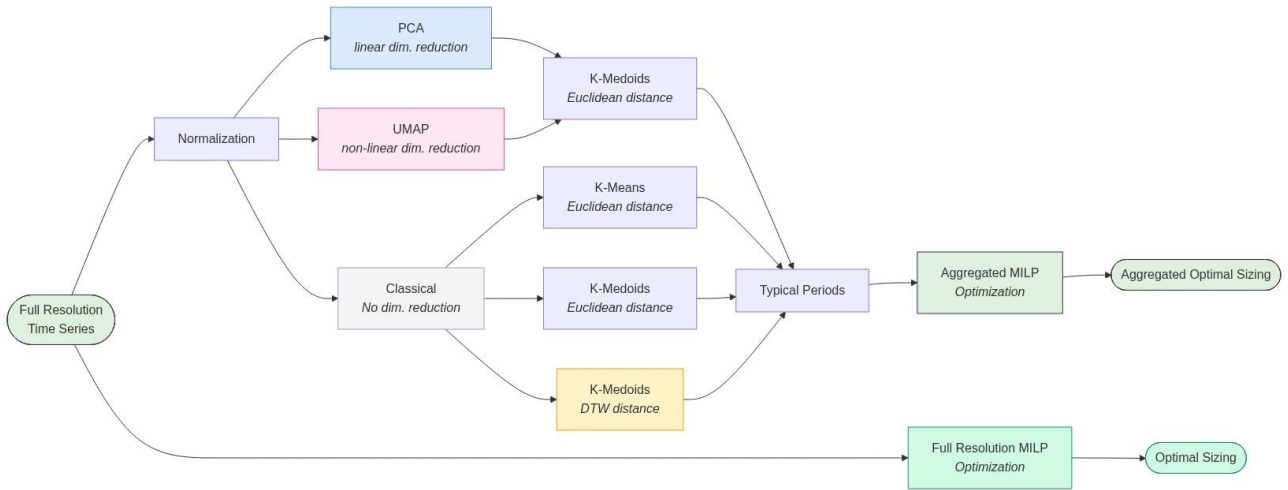 PCA
linear dim. reduction
K-Medoids
Euclidean distance
Normalization
UMAP
non-linear dim. reduction
K-Means
Euclidean distance
Classical
No dim. reduction
K-Medoids
Euclidean distance
Typical Periods
Aggregated MILP
Optimization
Aggregated Optimal Sizing
Full Resolution
Time Series
K-Medoids
DTW distance
Full Resolution MILP
Optimization
Optimal Sizing